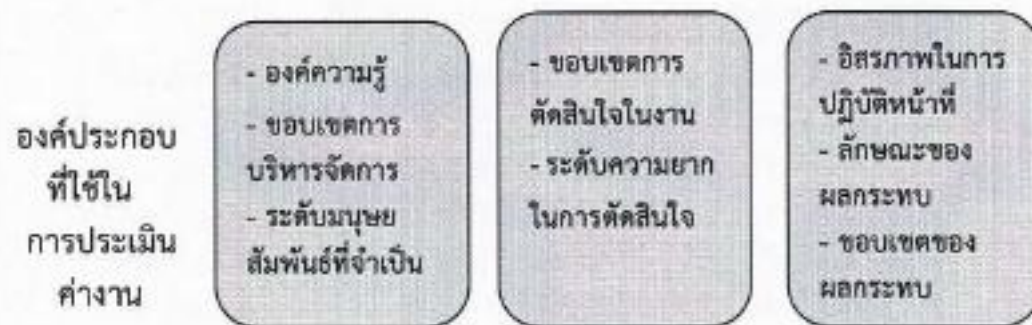 องค์ประกอบ
ที่ใช้ใน
การประเมิน
ค่างาน
- องค์ความรู้
- ขอบเขตการ
บริหารจัดการ
- ระดับมนุษย
สัมพันธ์ที่จำเป็น
- ขอบเขตการ
ตัดสินใจในงาน
- ระดับความยาก
ในการตัดสินใจ
- อิสรภาพในการ
ปฏิบัติหน้าที่
- ลักษณะของ
ผลกระทบ
- ขอบเขตของ
ผลกระทบ